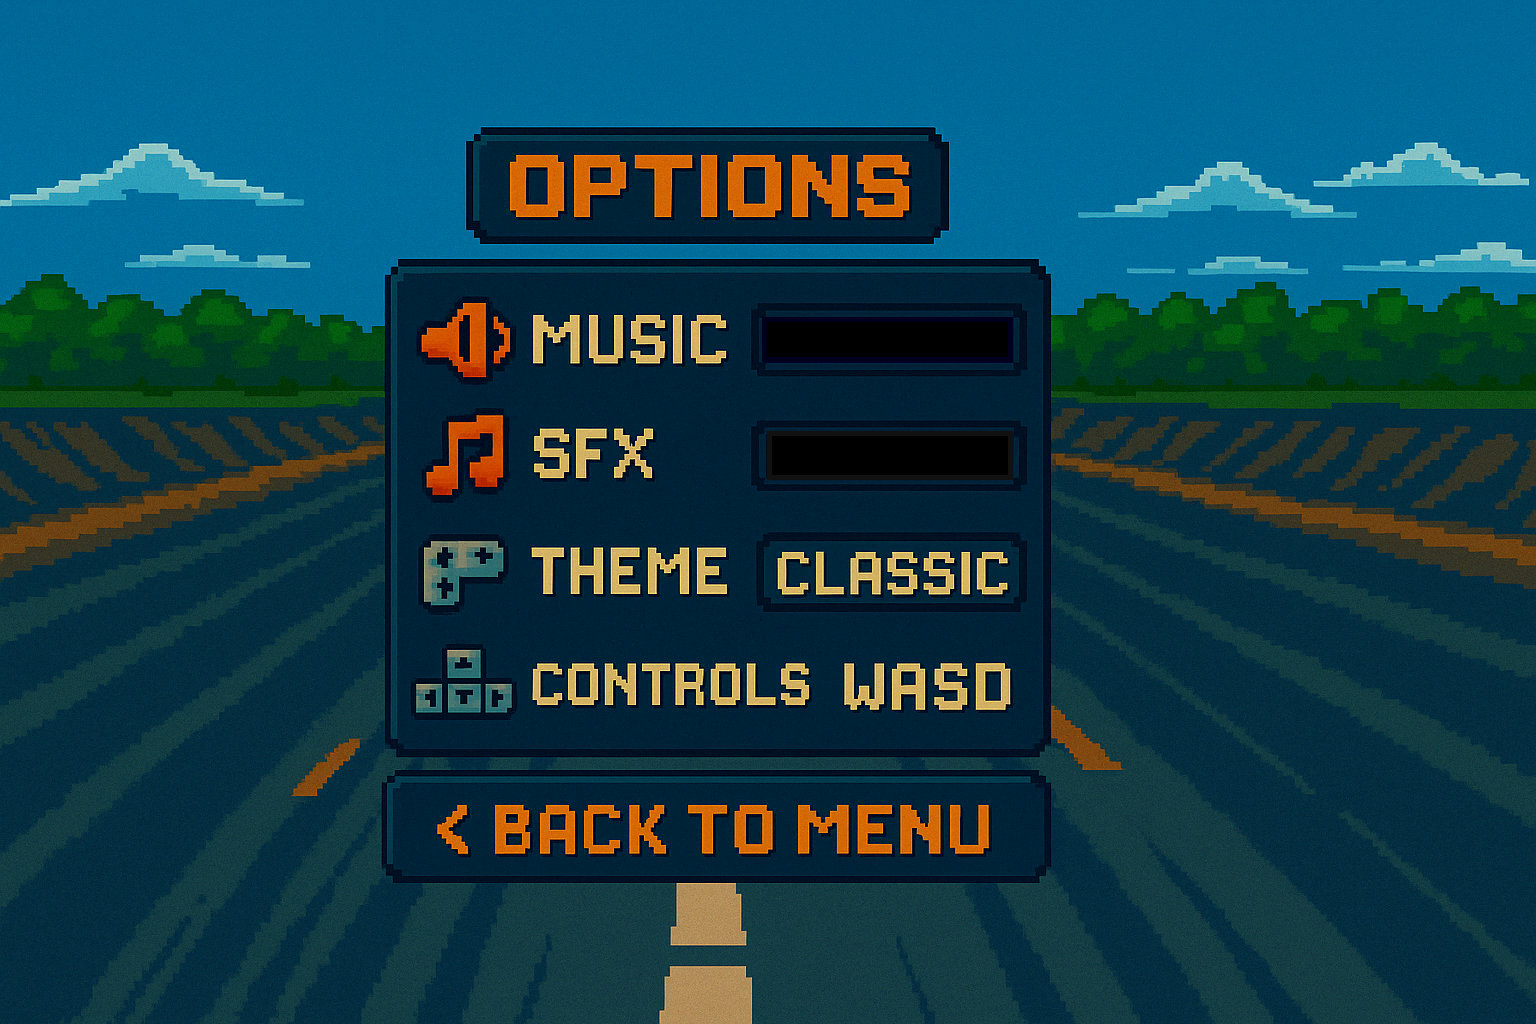 OPTIONS
MUSIC
SFX
THEME CLASSIC
CONTROLS WASD
< BACK TO MENU